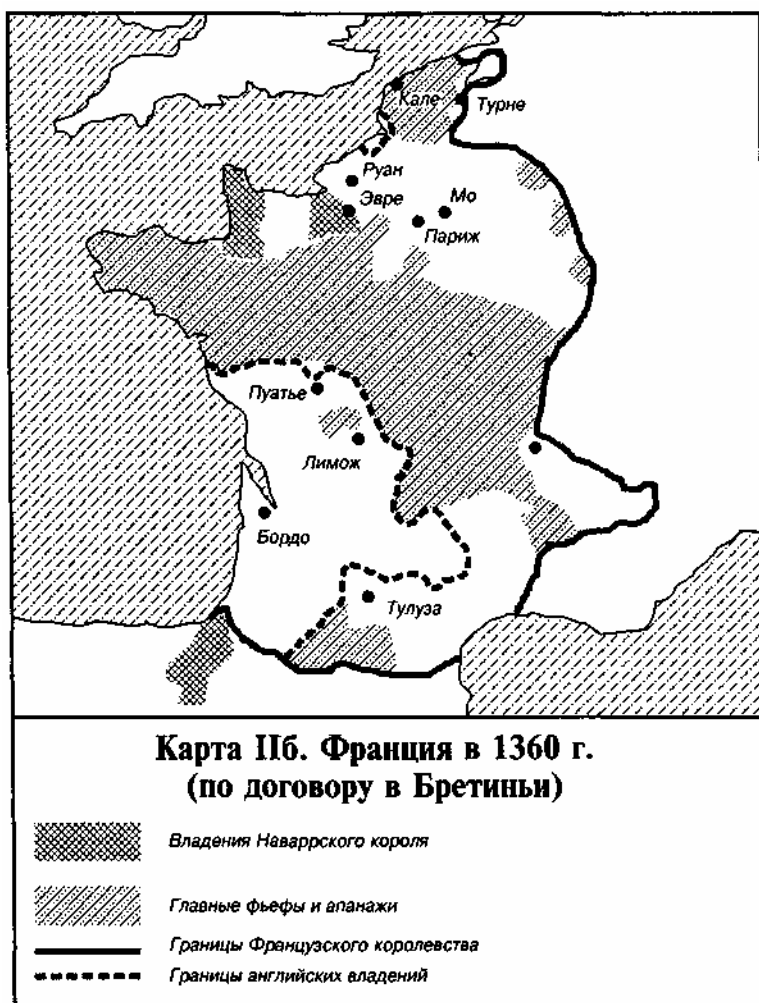 Кале
Турне
Руан
Эвре
Мо
Париж
Пуатье
Лимож
Бордо
Тулуза
Карта IIб. Франция в 1360 г.
(по договору в Бретиньи)
Владения Наваррского короля
Главные фьефы и апанажи
Границы Французского королевства
Границы английских владений